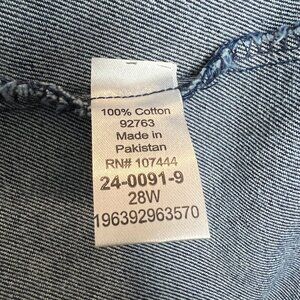 100% Cotton
92763
Made in
Pakistan
RN# 107444
24-0091-9
28W
196392963570